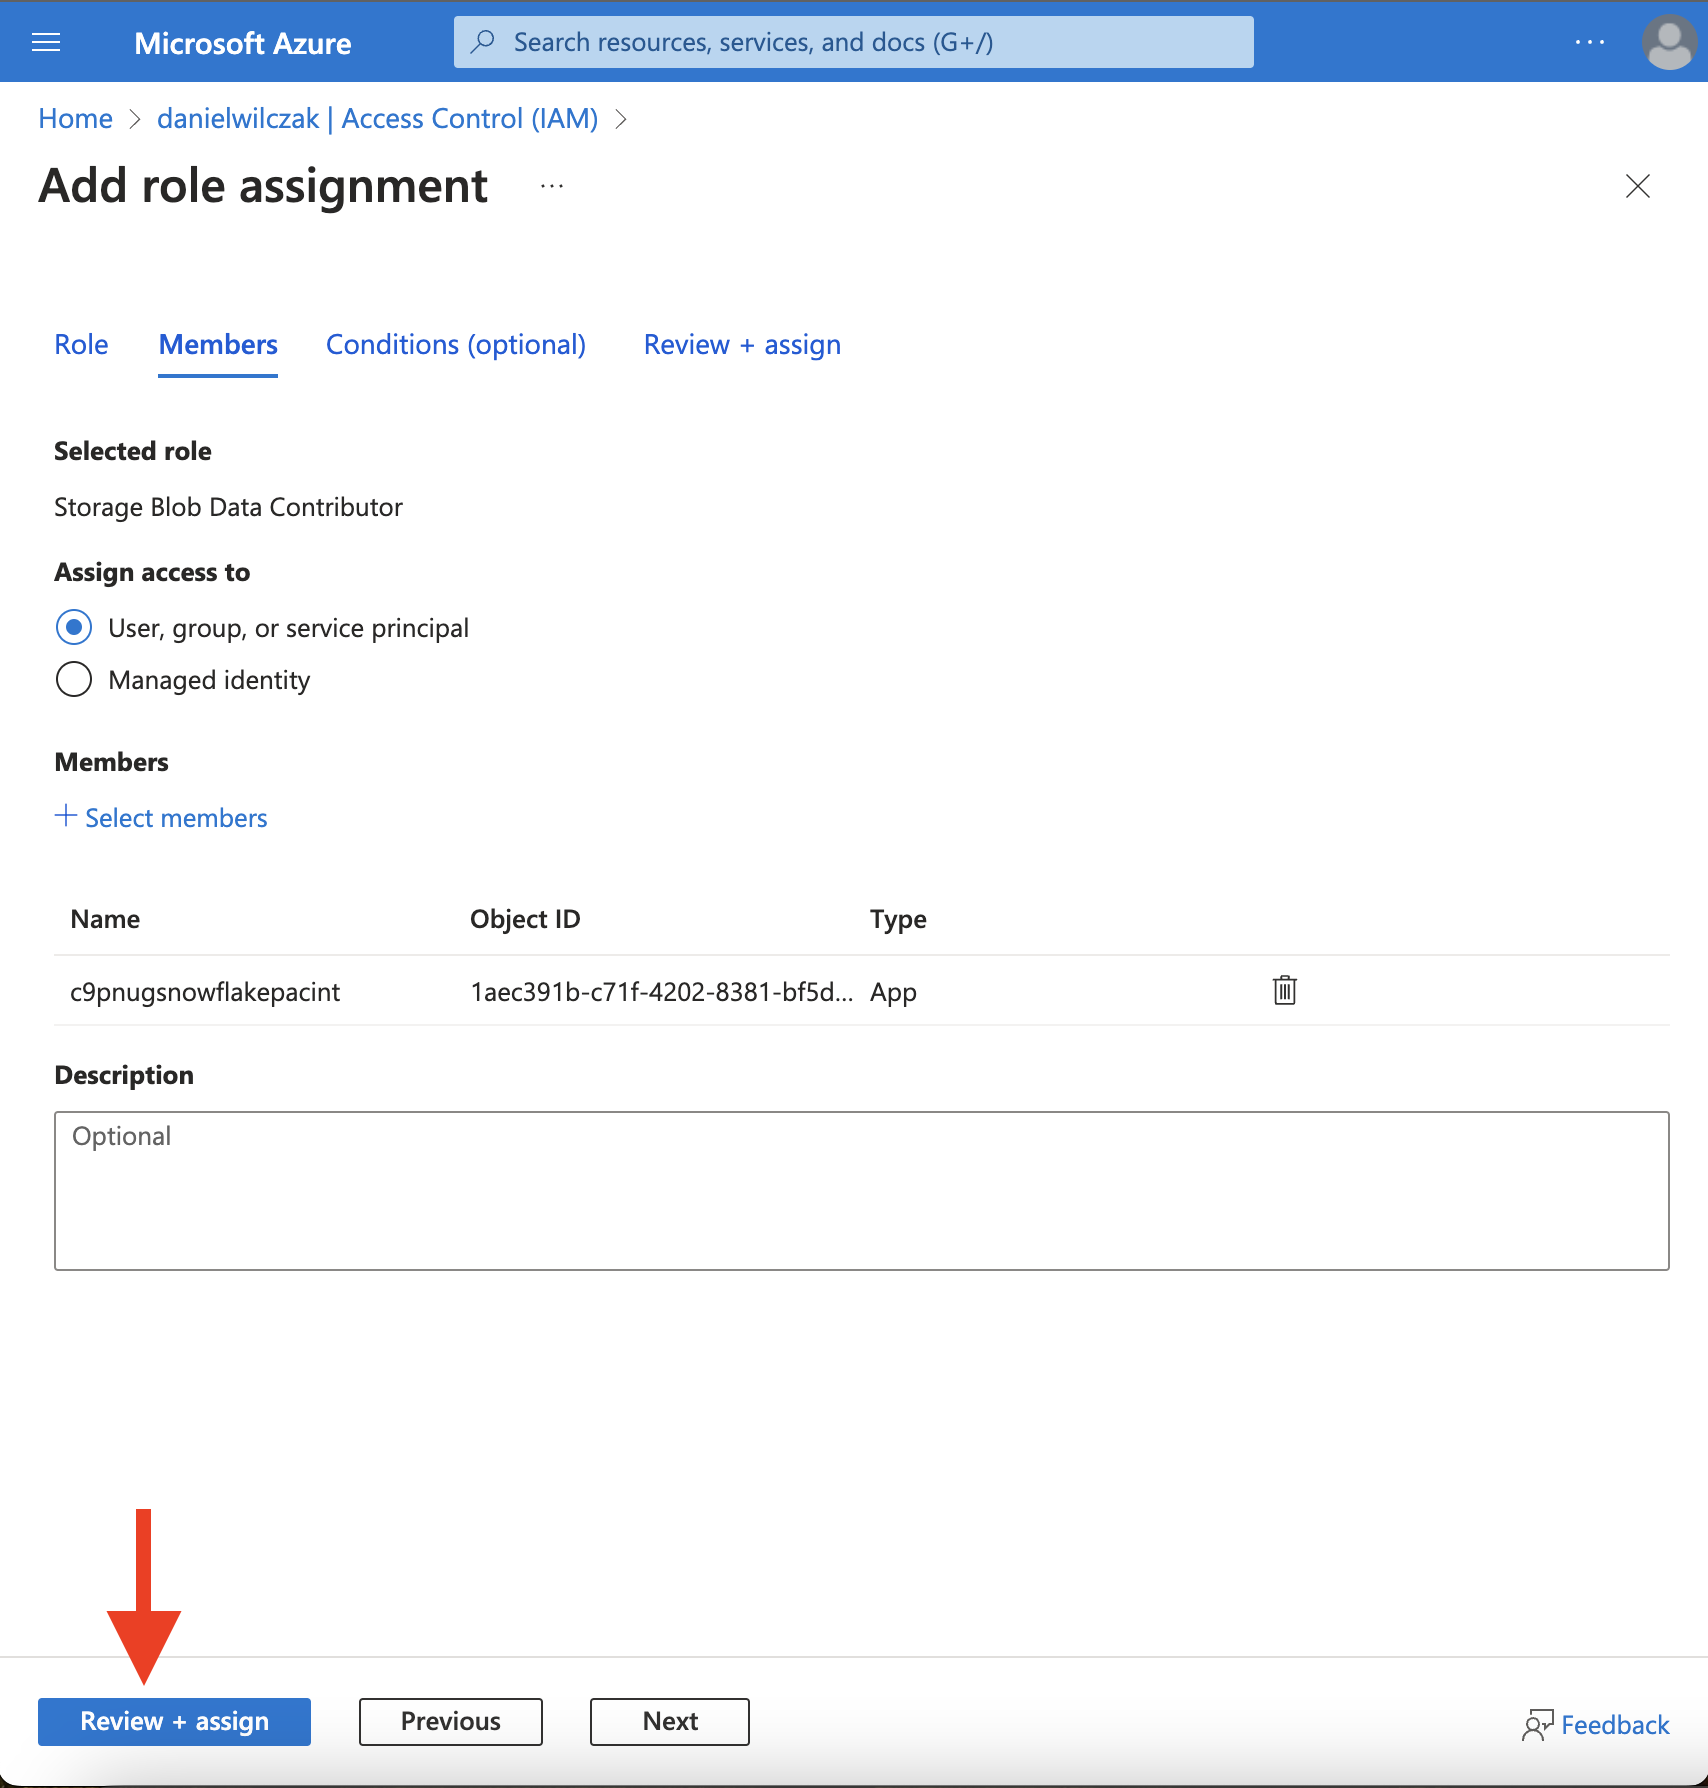 Microsoft Azure
Search resources, services, and docs (G+/)
Home > danielwilczak | Access Control (IAM) >
Add role assignment ...
Role Members Conditions (optional) Review + assign
Selected role
Storage Blob Data Contributor
Assign access to
User, group, or service principal
Managed identity
Members
+ Select members
Name Object ID Type
c9pnugsnowflakepacint 1aec391b-c71f-4202-8381-bf5d... App
Description
Optional
Review + assign Previous Next Feedback